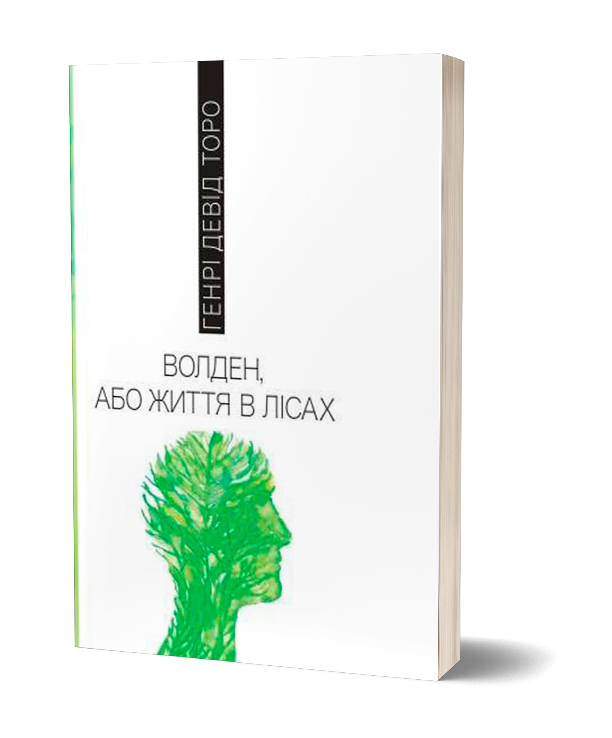 ГЕНРІ ДЕВІД ТОРО
ВОЛДЕН,
АБО ЖИТТЯ В ЛІСАХ